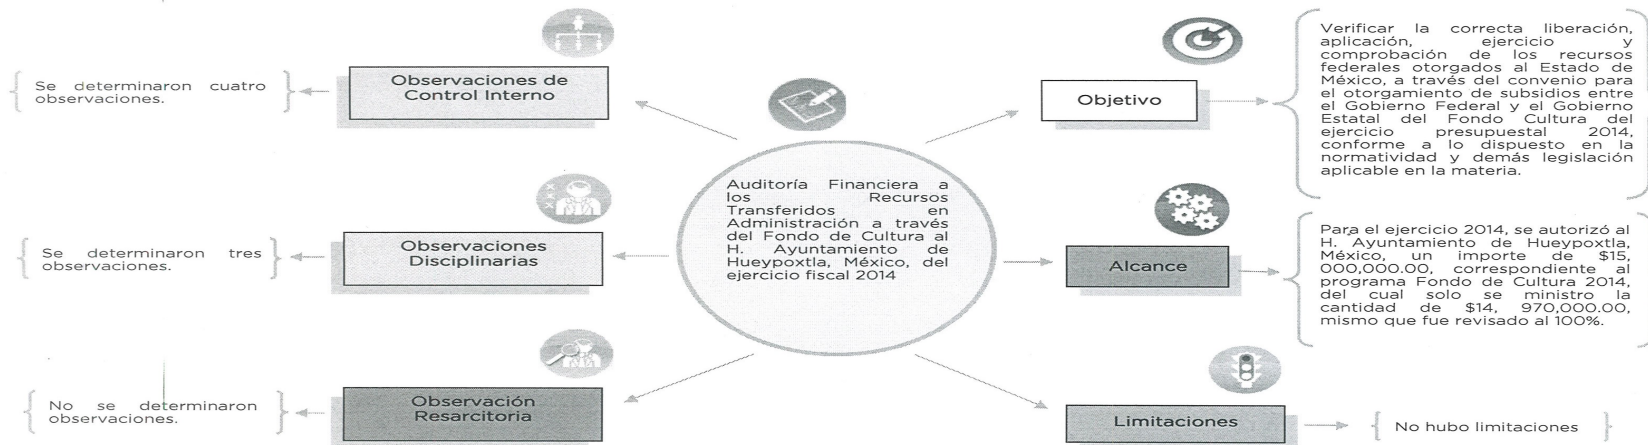 Se determinaron cuatro
observaciones.
Observaciones de
Control Interno
Se determinaron tres
observaciones.
Observaciones
Disciplinarias
No se determinaron
observaciones.
Observación
Resarcitoria
Auditoría Financiera a
los Recursos
Transferidos en
Administración a través
del Fondo de Cultura al
H. Ayuntamiento de
Hueypoxtla, México, del
ejercicio fiscal 2014
Objetivo
Verificar la correcta liberación,
aplicación, ejercicio y
comprobación de los recursos
federales otorgados al Estado de
México, a través del convenio para
el otorgamiento de subsidios entre
el Gobierno Federal y el Gobierno
Estatal del Fondo Cultura del
ejercicio presupuestal 2014,
conforme a lo dispuesto en la
normatividad y demás legislación
aplicable en la materia.
Alcance
Para el ejercicio 2014, se autorizó al
H. Ayuntamiento de Hueypoxtla,
México, un importe de $15,
000,000.00, correspondiente al
programa Fondo de Cultura 2014,
del cual solo se ministro la
cantidad de $14, 970,000.00,
mismo que fue revisado al 100%.
Limitaciones
No hubo limitaciones